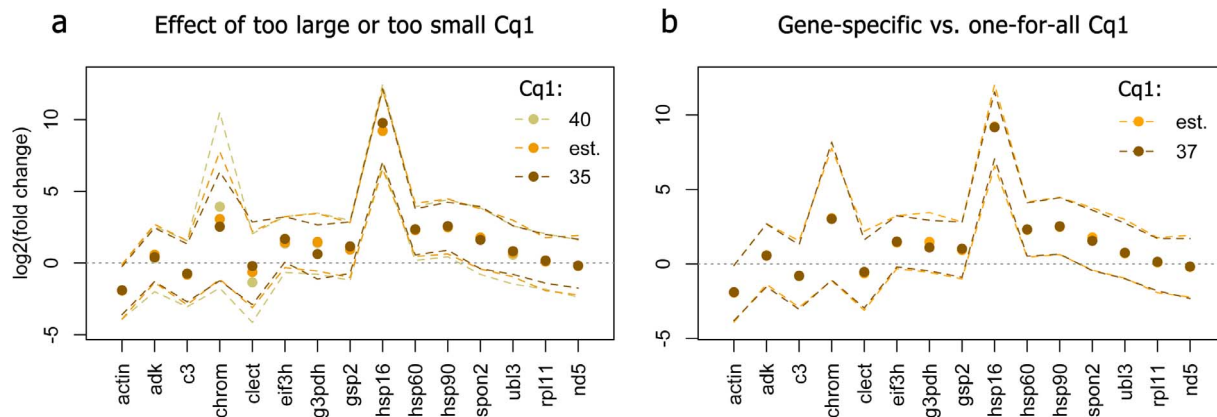 a Effect of too large or too small Cq1
log2(fold change)
10
5
0
-5
Cq1:
40
est.
35
actin adk c3 chrom clect eif3h g3pdh gsp2 hsp16 hsp60 hsp90 spon2 ubl3 rpl11 nd5
b Gene-specific vs. one-for-all Cq1
10
5
0
-5
Cq1:
est.
37
actin adk c3 chrom clect eif3h g3pdh gsp2 hsp16 hsp60 hsp90 spon2 ubl3 rpl11 nd5